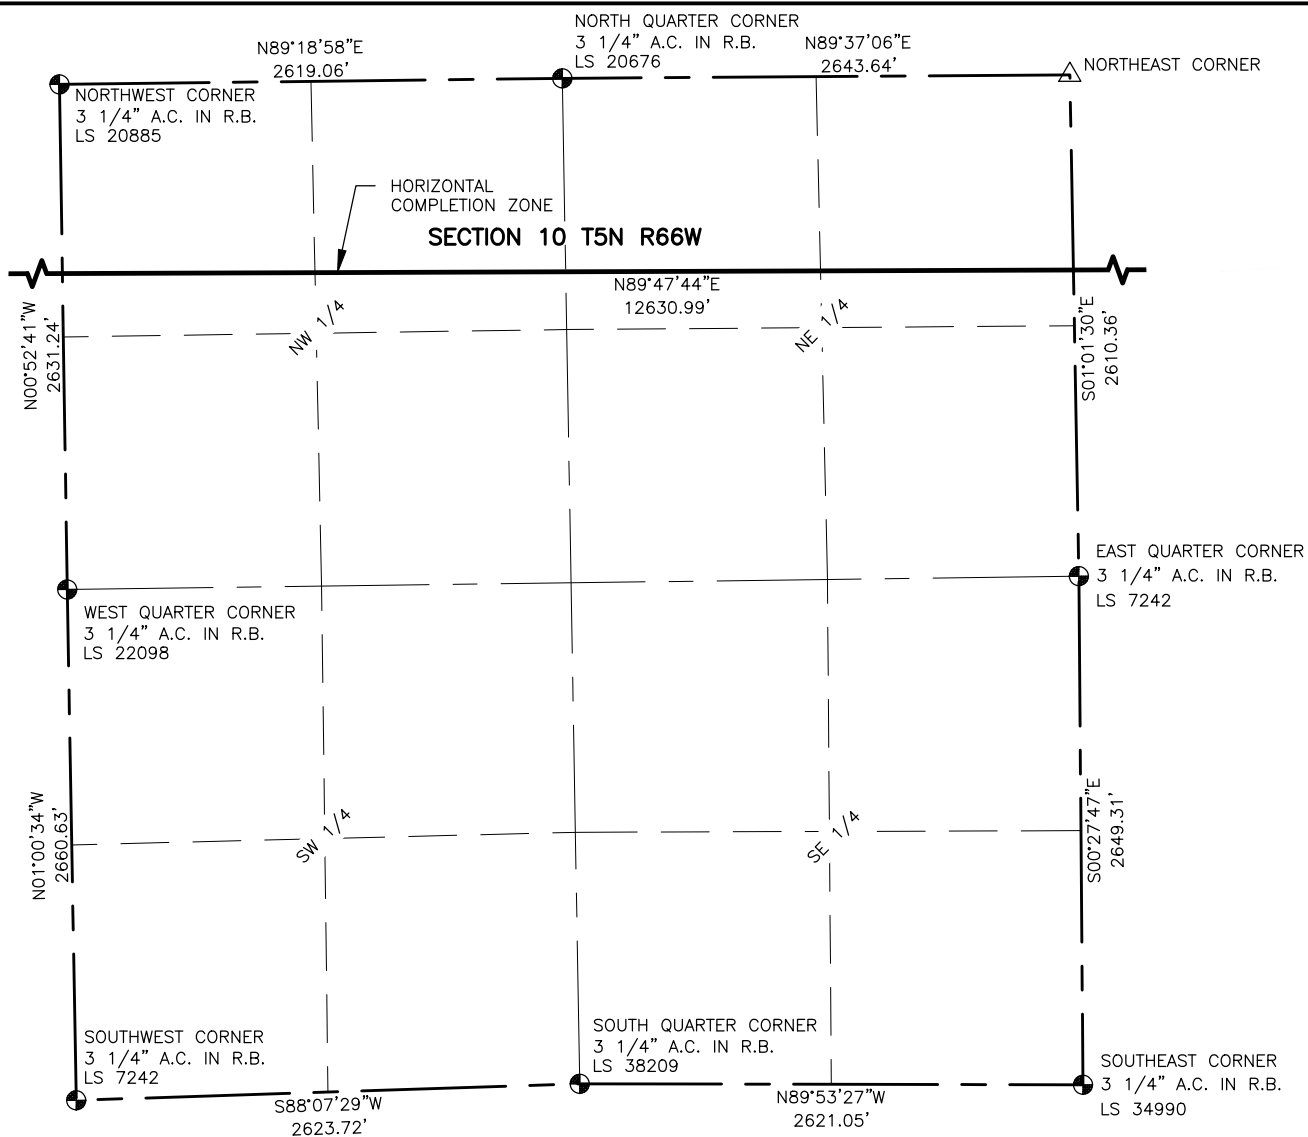 NORTH QUARTER CORNER
3 1/4" A.C. IN R.B.
LS 20676
N89°18'58"E
2619.06'
N89°37'06"E
2643.64'
NORTHEAST CORNER
NORTHWEST CORNER
3 1/4" A.C. IN R.B.
LS 20885
HORIZONTAL
COMPLETION ZONE
SECTION 10 T5N R66W
N89°47'44"E
12630.99'
N00°52'41"W
2631.24'
NW 1/4
NE 1/4
S01°01'30"E
2610.36'
EAST QUARTER CORNER
3 1/4" A.C. IN R.B.
LS 7242
WEST QUARTER CORNER
3 1/4" A.C. IN R.B.
LS 22098
N01°00'34"W
2660.63'
SW 1/4
SE 1/4
S00°27'47"E
2649.31'
SOUTHWEST CORNER
3 1/4" A.C. IN R.B.
LS 7242
SOUTH QUARTER CORNER
3 1/4" A.C. IN R.B.
LS 38209
SOUTHEAST CORNER
3 1/4" A.C. IN R.B.
LS 34990
S88°07'29"W
2623.72'
N89°53'27"W
2621.05'